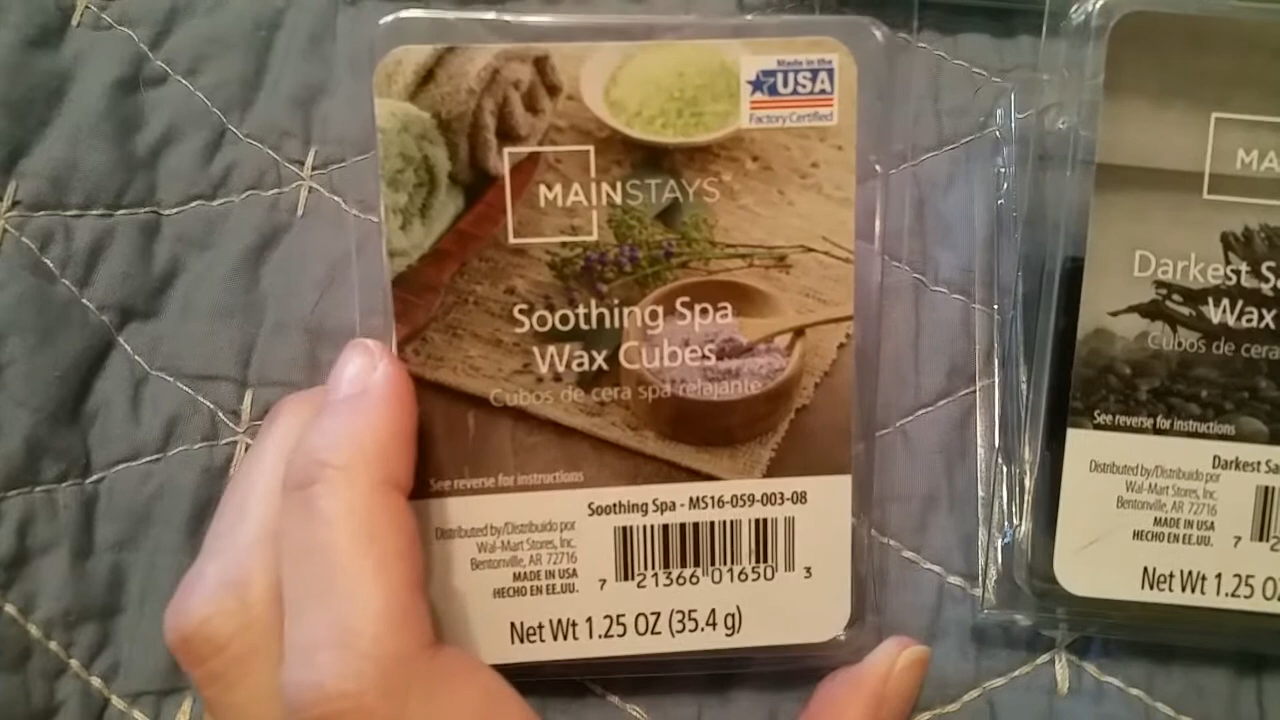 Made in the
USA
Factory Certified
MAINSTAYS™
Soothing Spa
Wax Cubes
Cubos de cera spa relajante
See reverse for instructions
Soothing Spa - MS16-059-003-08
Distributed by/Distribuido por
Wal-Mart Stores, Inc.
Bentonville, AR 72716
MADE IN USA
HECHO EN EE.UU.
7 21366 01650 3
Net Wt 1.25 OZ (35.4 g)
MA
Darkest S
Wax
Cubos de cera
See reverse for instructions
Darkest Sa
Distributed by/Distribuido por
Wal-Mart Stores, Inc.
Bentonville, AR 72716
MADE IN USA
HECHO EN EE.UU.
7 2
Net Wt 1.25 OZ